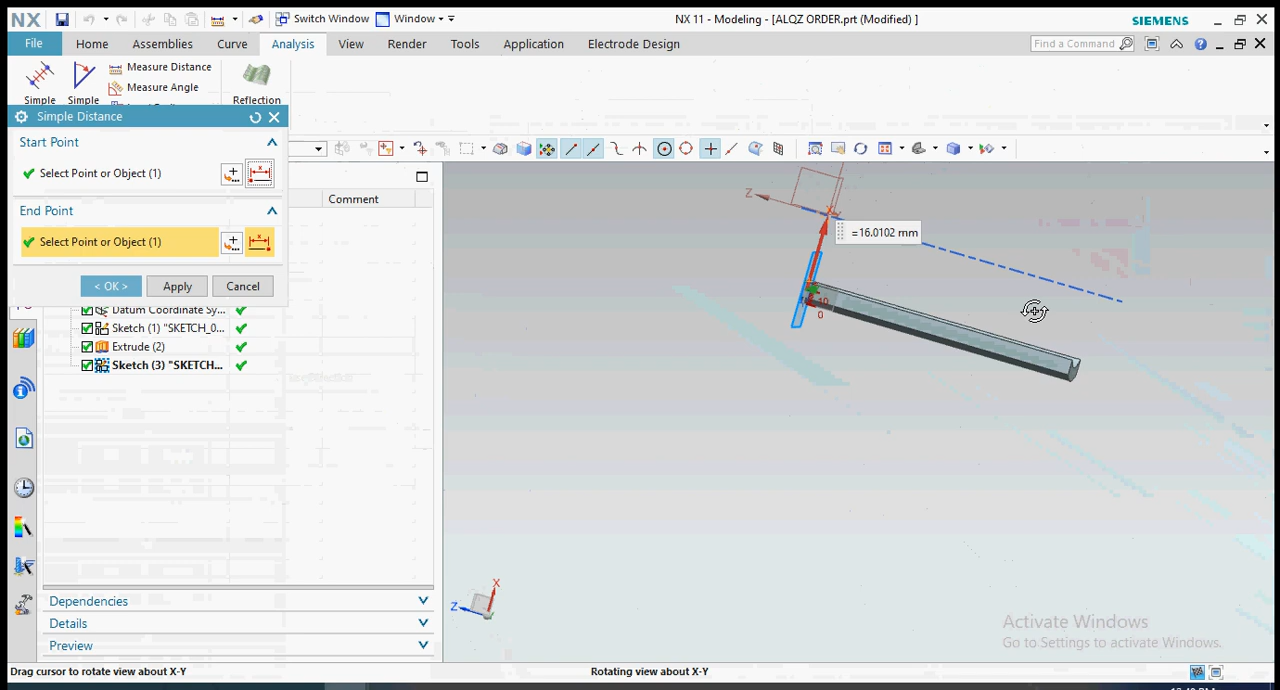 NX Switch Window Window NX 11 - Modeling - [ALQZ ORDER.prt (Modified) ] SIEMENS
File Home Assemblies Curve Analysis View Render Tools Application Electrode Design Find a Command
Measure Distance
Measure Angle
Simple Simple Reflection
Simple Distance
Start Point
Select Point or Object (1)
End Point
Select Point or Object (1)
< OK > Apply Cancel
Comment
Datum Coordinate Sy...
Sketch (1) "SKETCH_0...
Extrude (2)
Sketch (3) "SKETCH...
Z
X
=16.0102 mm
0
X
Z
Dependencies
Details
Preview
Activate Windows
Go to Settings to activate Windows.
Drag cursor to rotate view about X-Y Rotating view about X-Y